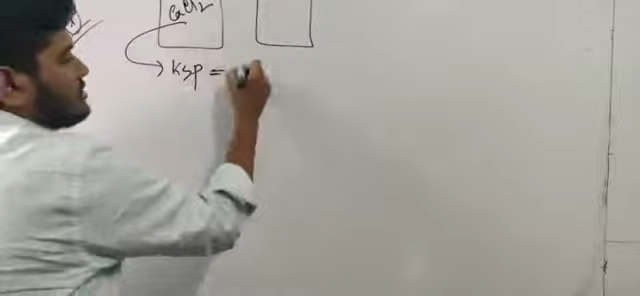 CaCl2
Ksp =